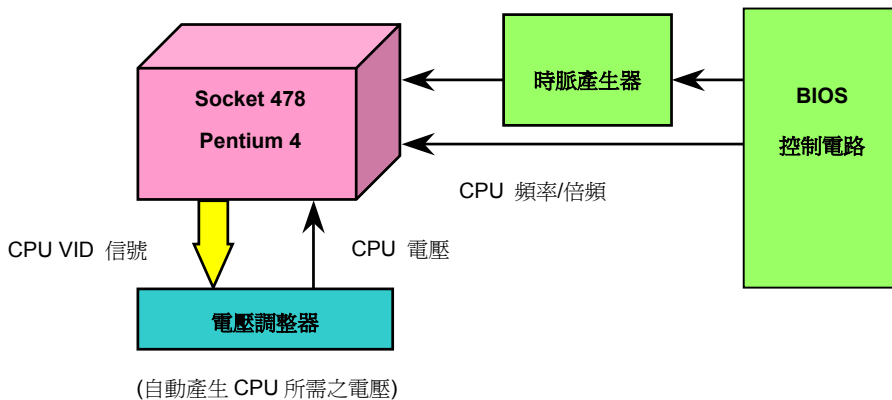 Socket 478
Pentium 4
時脈產生器
BIOS
控制電路
CPU 頻率/倍頻
CPU VID 信號
CPU 電壓
電壓調整器
(自動產生 CPU 所需之電壓)